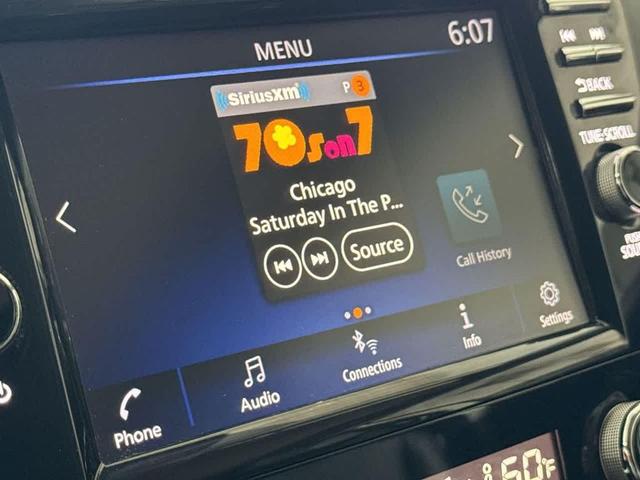 MENU
6:07
SiriusXM
P 3
70s on 7
Chicago
Saturday In The P...
Source
Call History
Phone
Audio
Connections
Info
Settings
BACK
TUNE•SCROLL
60°F